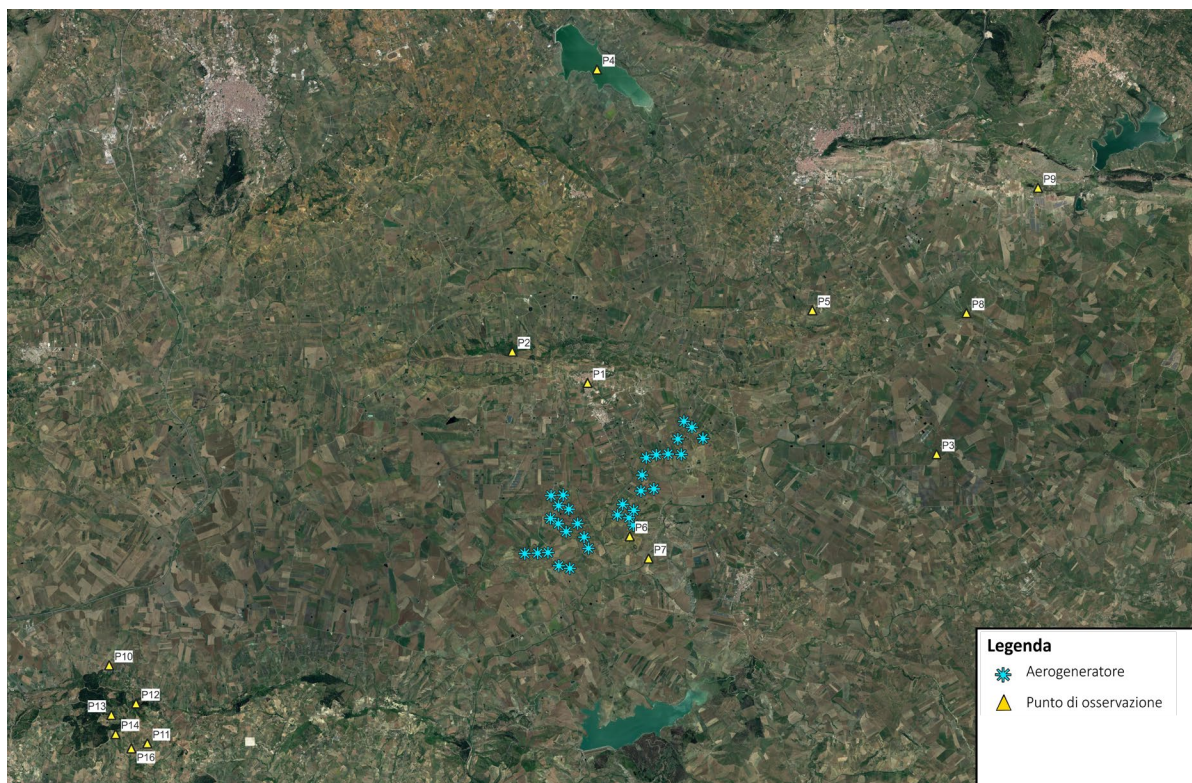 P4
P9
P5
P8
P2
P1
P3
P6
P7
P10
P12
P13
P14
P11
P16
Legenda
Aerogeneratore
Punto di osservazione